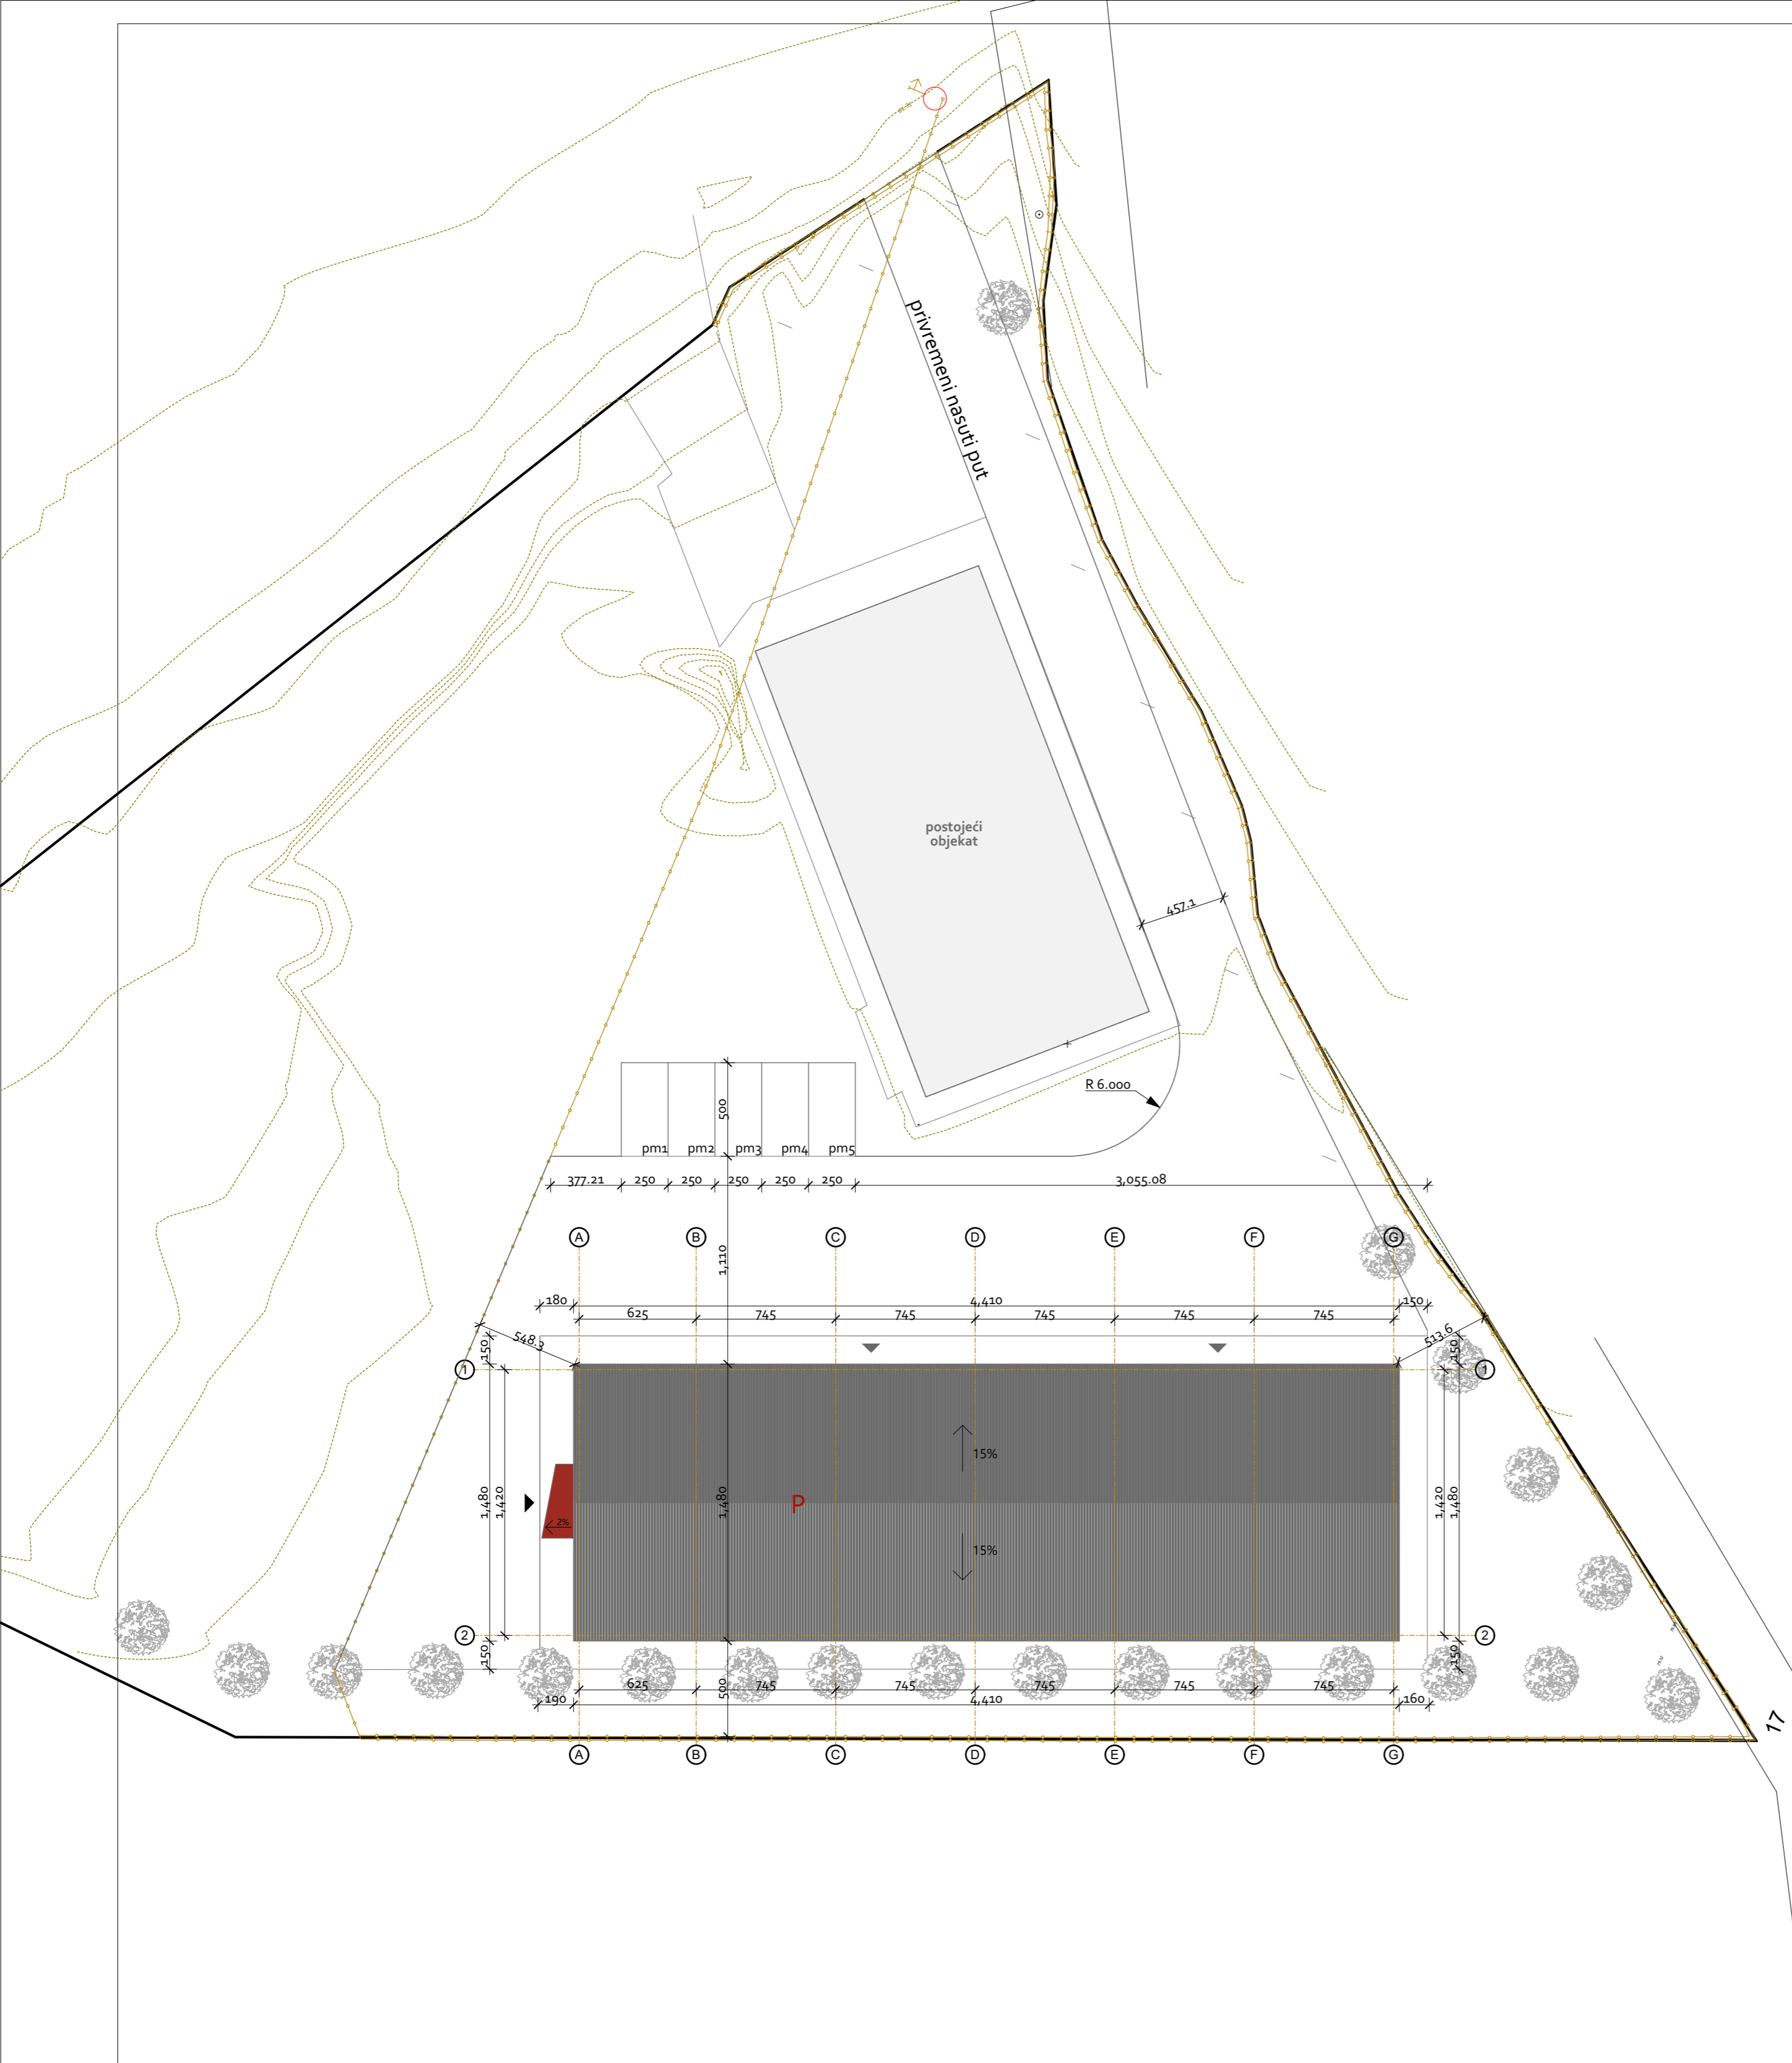 privremeni nasuti put
postojeći
objekat
457.1
R 6.000
500
pm1 pm2 pm3 pm4 pm5
377.21 250 250 250 250 250 3,055.08
A B C D E F G
1,110
180 4,410 150
625 745 745 745 745 745 745
548.3 513.6
150 150
1 1
15%
1,480 1,420 1,480 P 1,420 1,480
2%
15%
2 2
150 150
625 500 745 745 745 745 745 745
190 4,410 160
17
A B C D E F G